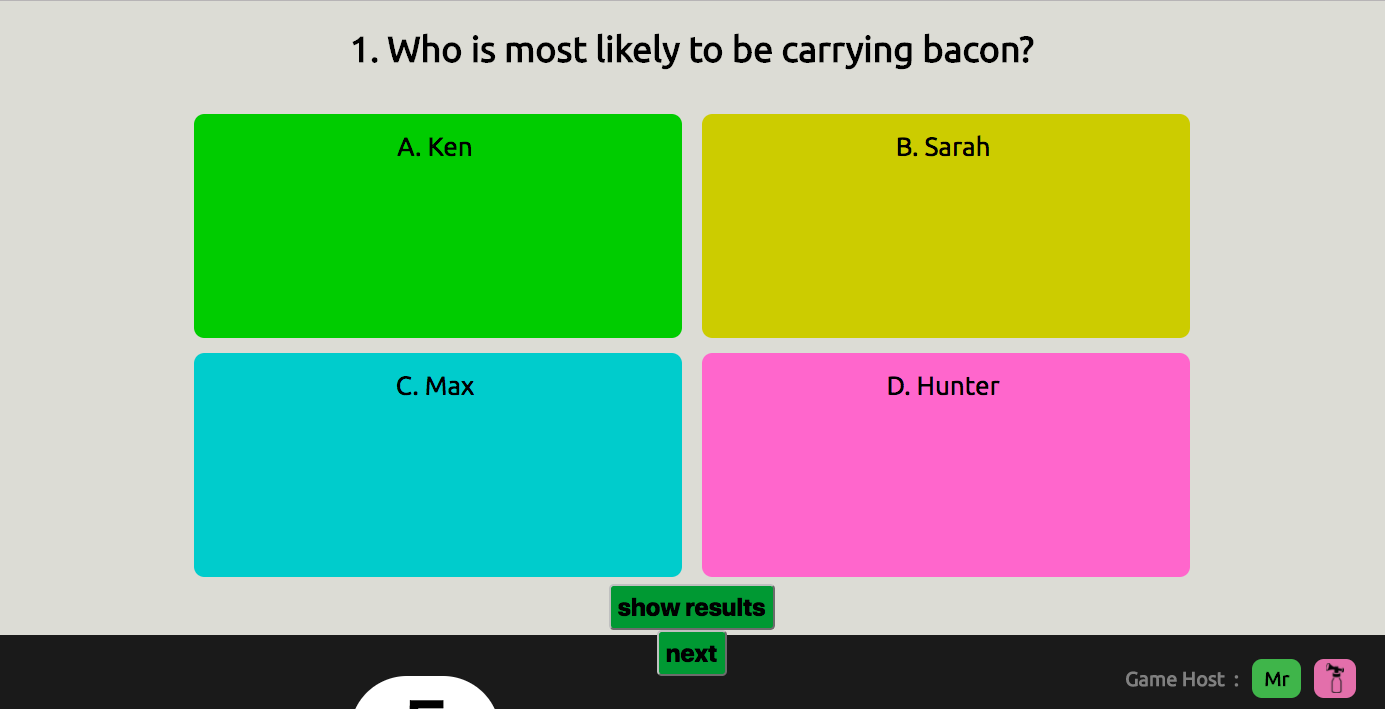 1. Who is most likely to be carrying bacon?
A. Ken
B. Sarah
C. Max
D. Hunter
show results
next
Game Host :
Mr